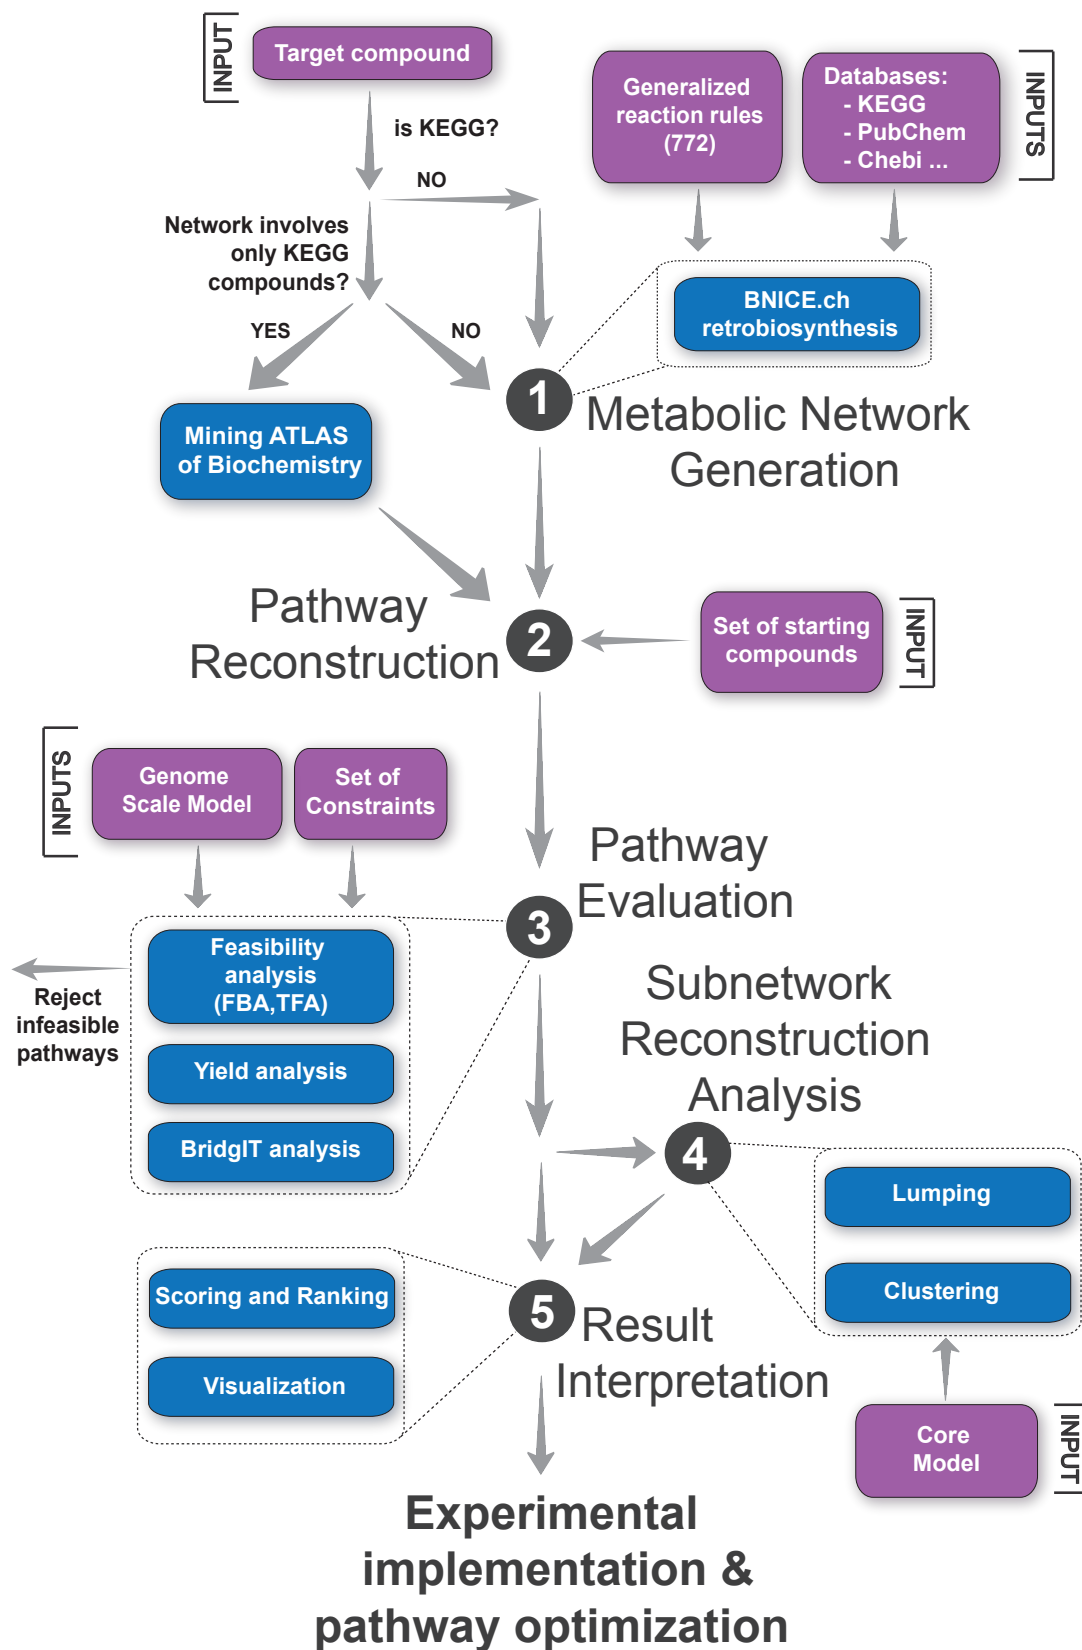 INPUT
Target compound
is KEGG?
NO
Generalized
reaction rules
(772)
Databases:
- KEGG
- PubChem
- Chebi ...
INPUTS
Network involves
only KEGG
compounds?
YES
NO
BNICE.ch
retrobiosynthesis
1
Metabolic Network
Generation
Mining ATLAS
of Biochemistry
Pathway
Reconstruction
2
Set of starting
compounds
INPUT
INPUTS
Genome
Scale Model
Set of
Constraints
Pathway
Evaluation
3
Feasibility
analysis
(FBA,TFA)
Reject
infeasible
pathways
Yield analysis
BridgIT analysis
Subnetwork
Reconstruction
Analysis
4
Lumping
Clustering
Scoring and Ranking
Visualization
5
Result
Interpretation
Core
Model
INPUT
Experimental
implementation &
pathway optimization